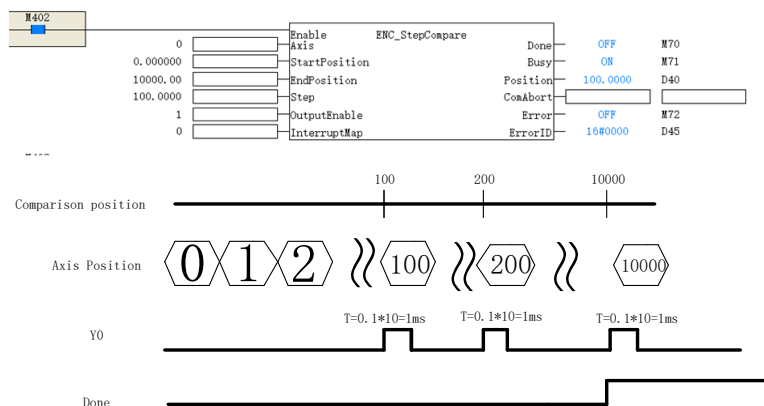 M402
Enable ENC_StepCompare
0 Axis Done OFF M70
0.000000 StartPosition Busy ON M71
10000.00 EndPosition Position 100.0000 D40
100.0000 Step ComAbort
1 OutputEnable Error OFF M72
0 InterruptMap ErrorID 16#0000 D45
100 200 10000
Comparison position
Axis Position 0 1 2 100 200 10000
T=0.1*10=1ms T=0.1*10=1ms T=0.1*10=1ms
Y0
Done